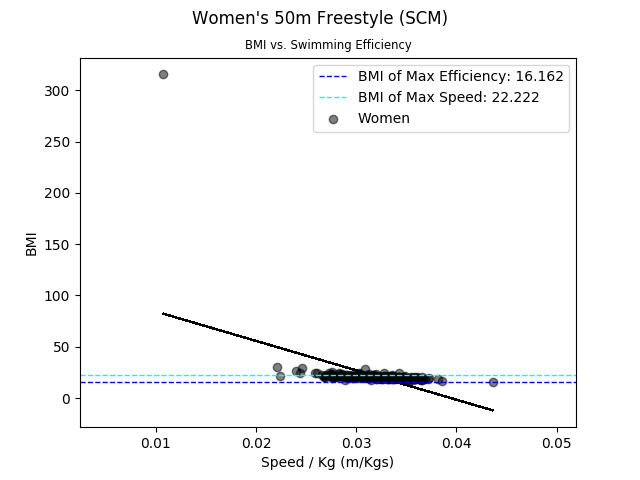 Women's 50m Freestyle (SCM)
BMI vs. Swimming Efficiency
BMI of Max Efficiency: 16.162
BMI of Max Speed: 22.222
Women
BMI
300
250
200
150
100
50
0
0.01 0.02 0.03 0.04 0.05
Speed / Kg (m/Kgs)